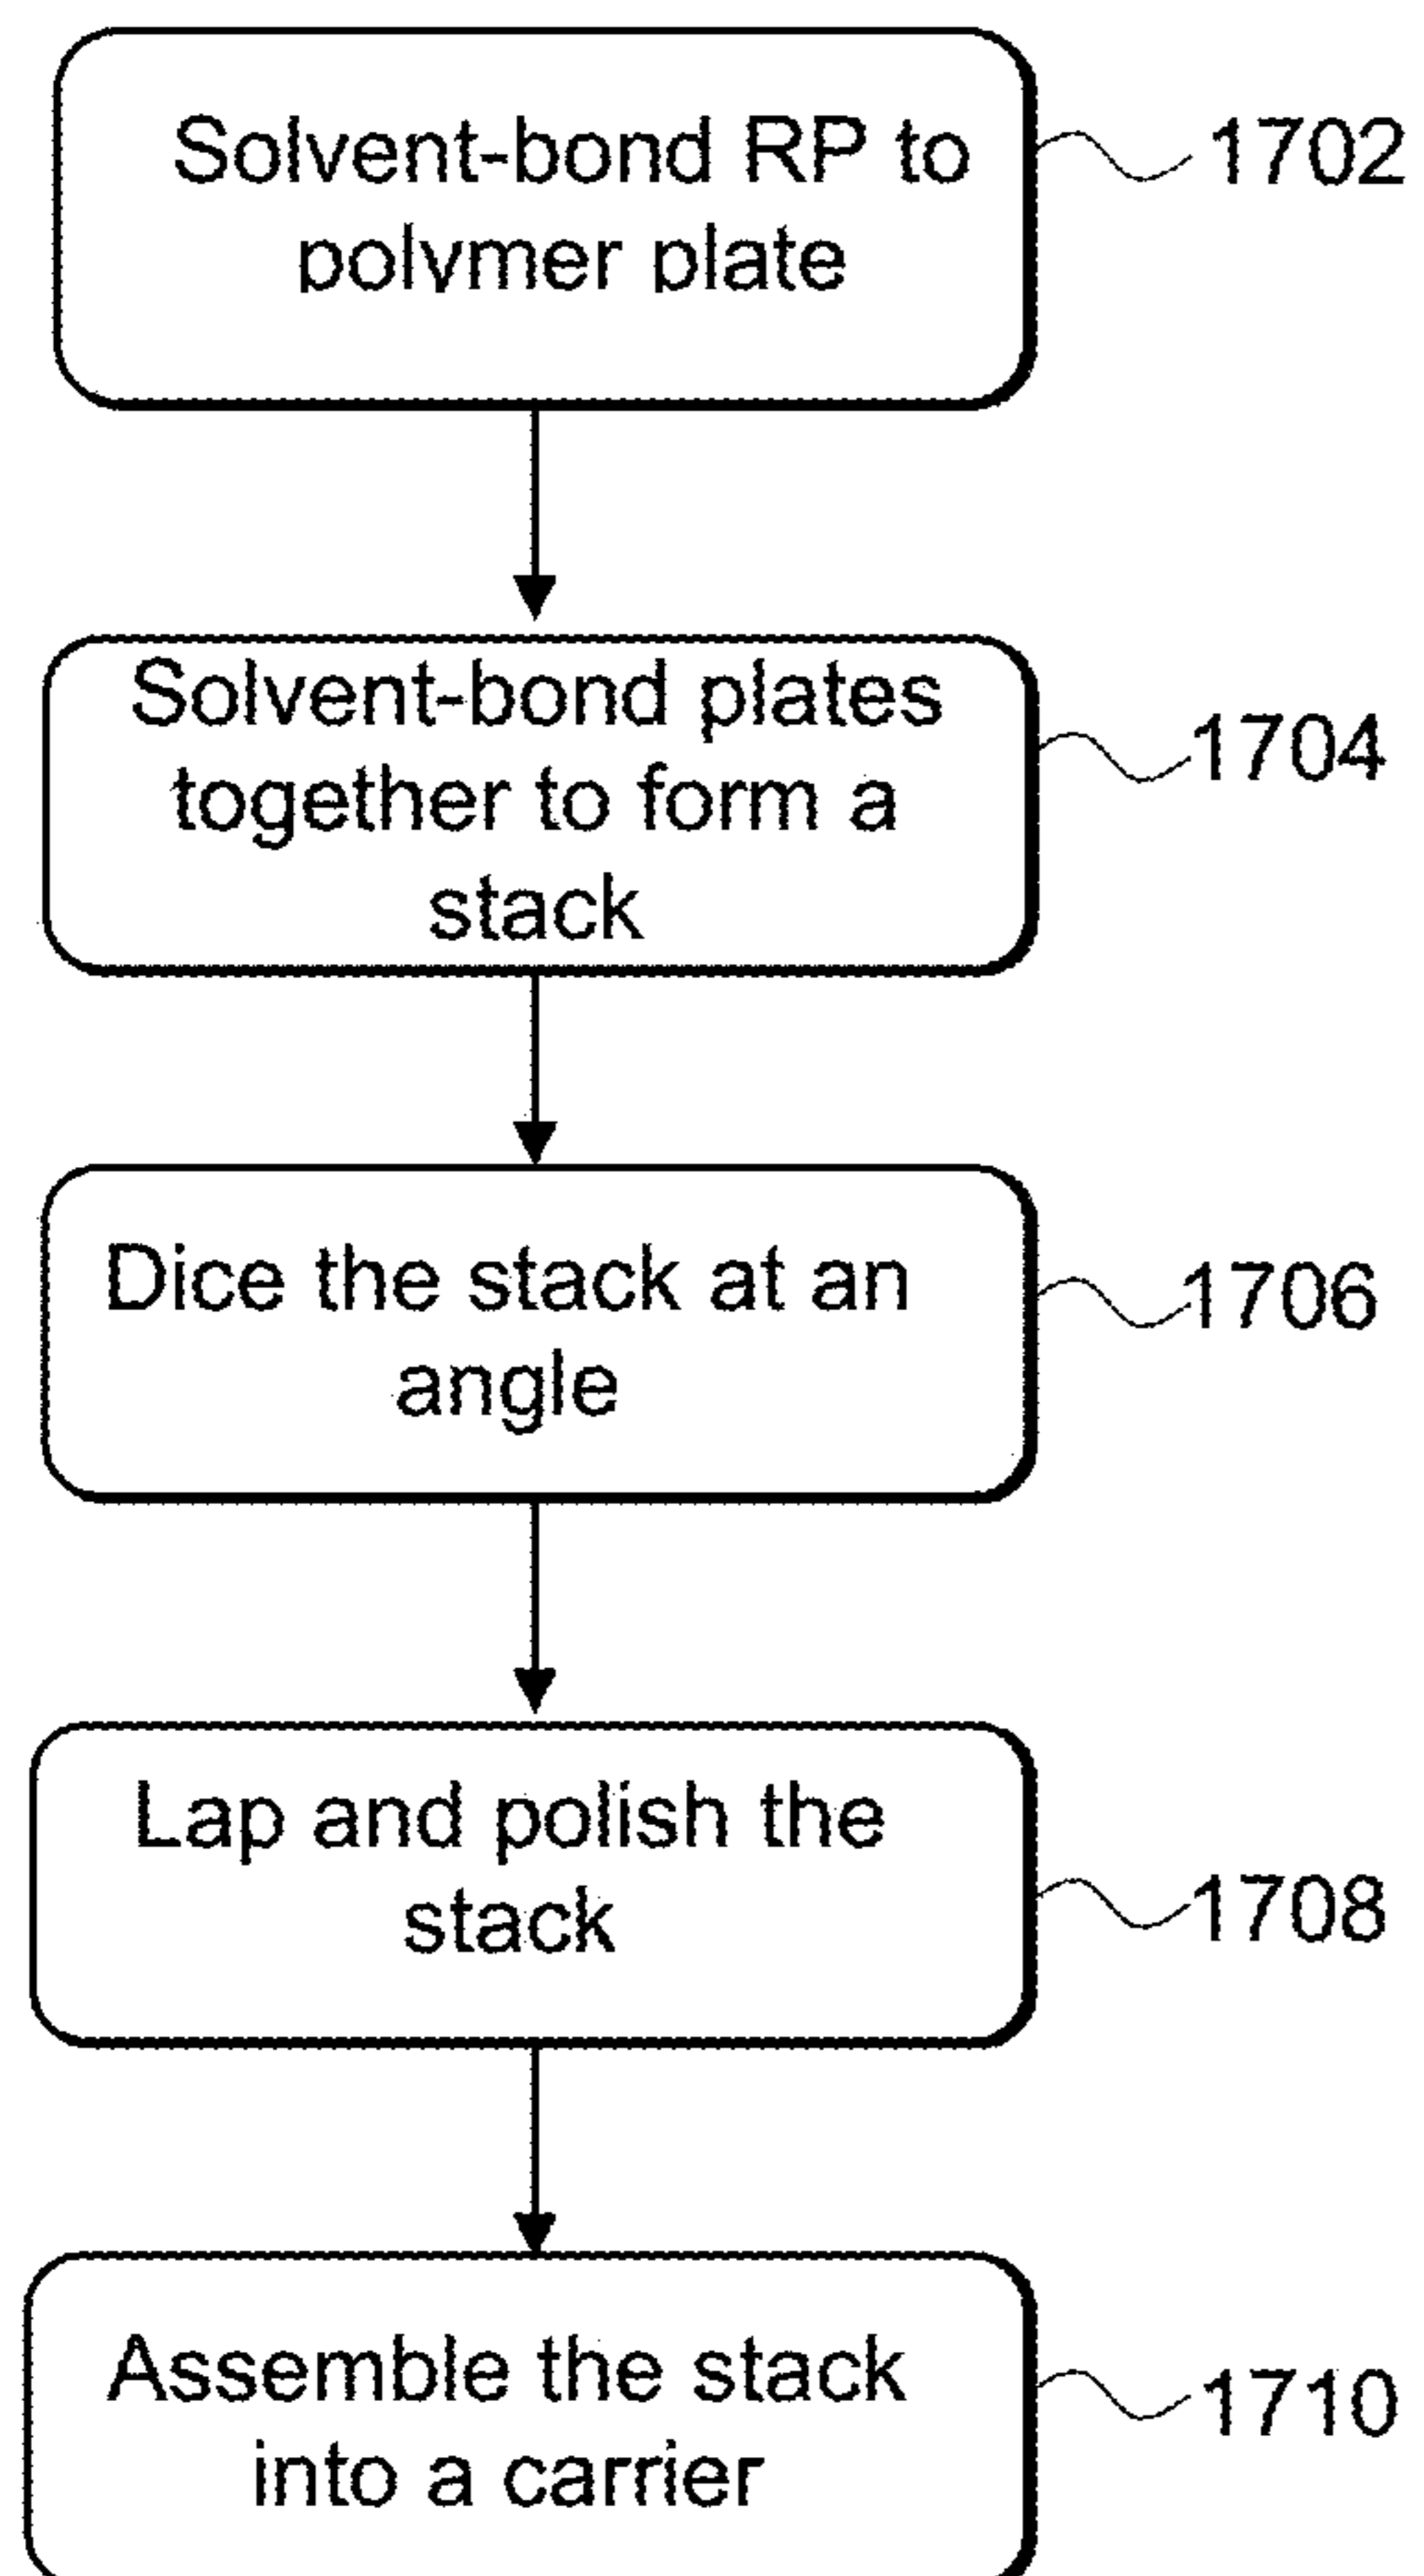 Solvent-bond RP to
polymer plate
1702
Solvent-bond plates
together to form a
stack
1704
Dice the stack at an
angle
1706
Lap and polish the
stack
1708
Assemble the stack
into a carrier
1710